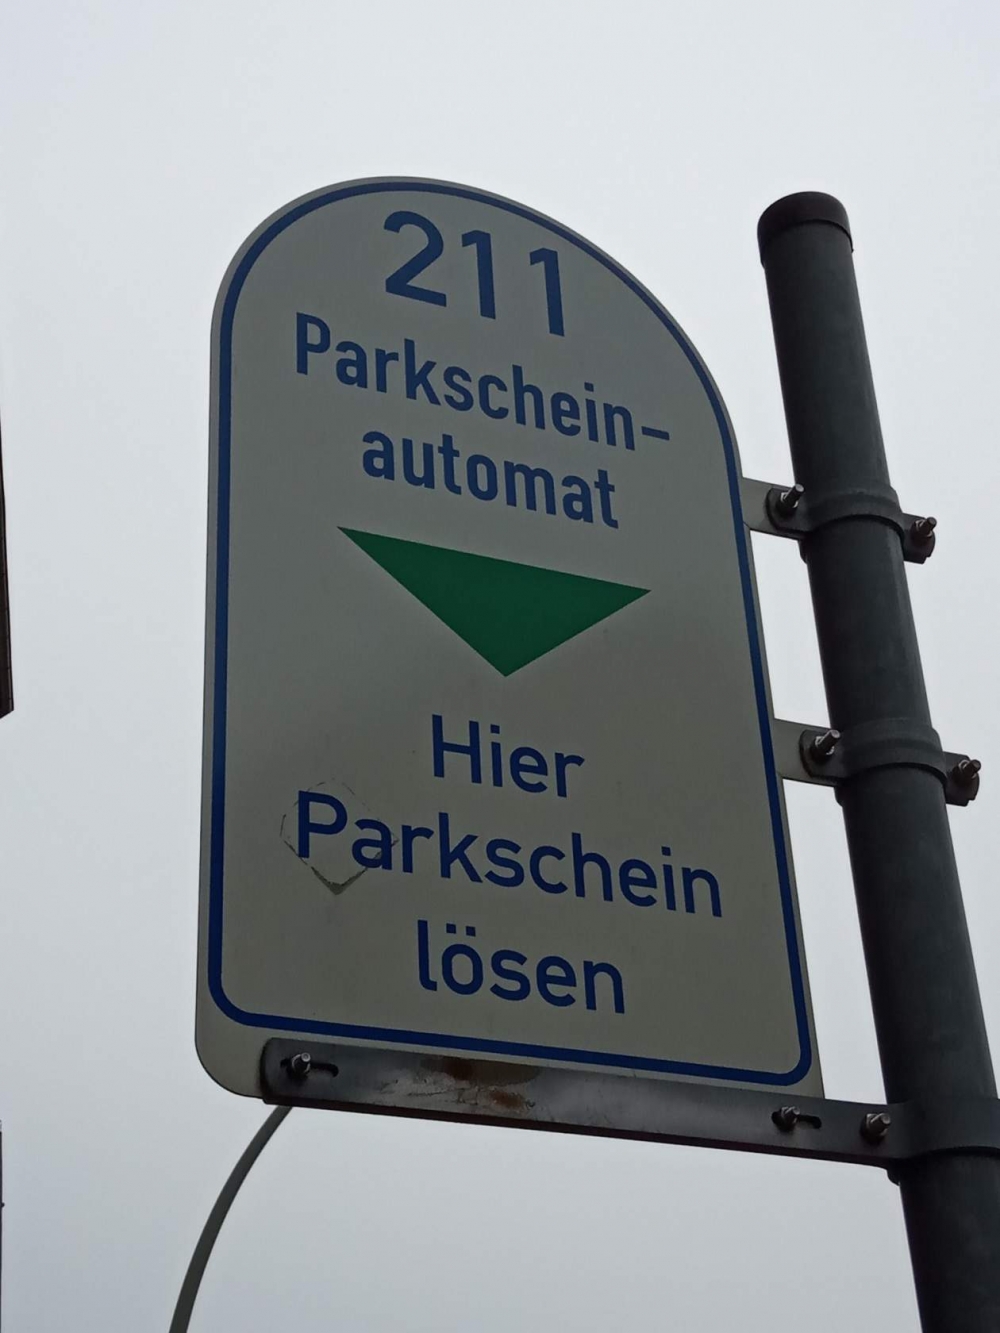 211
Parkschein-
automat
Hier
Parkschein
lösen